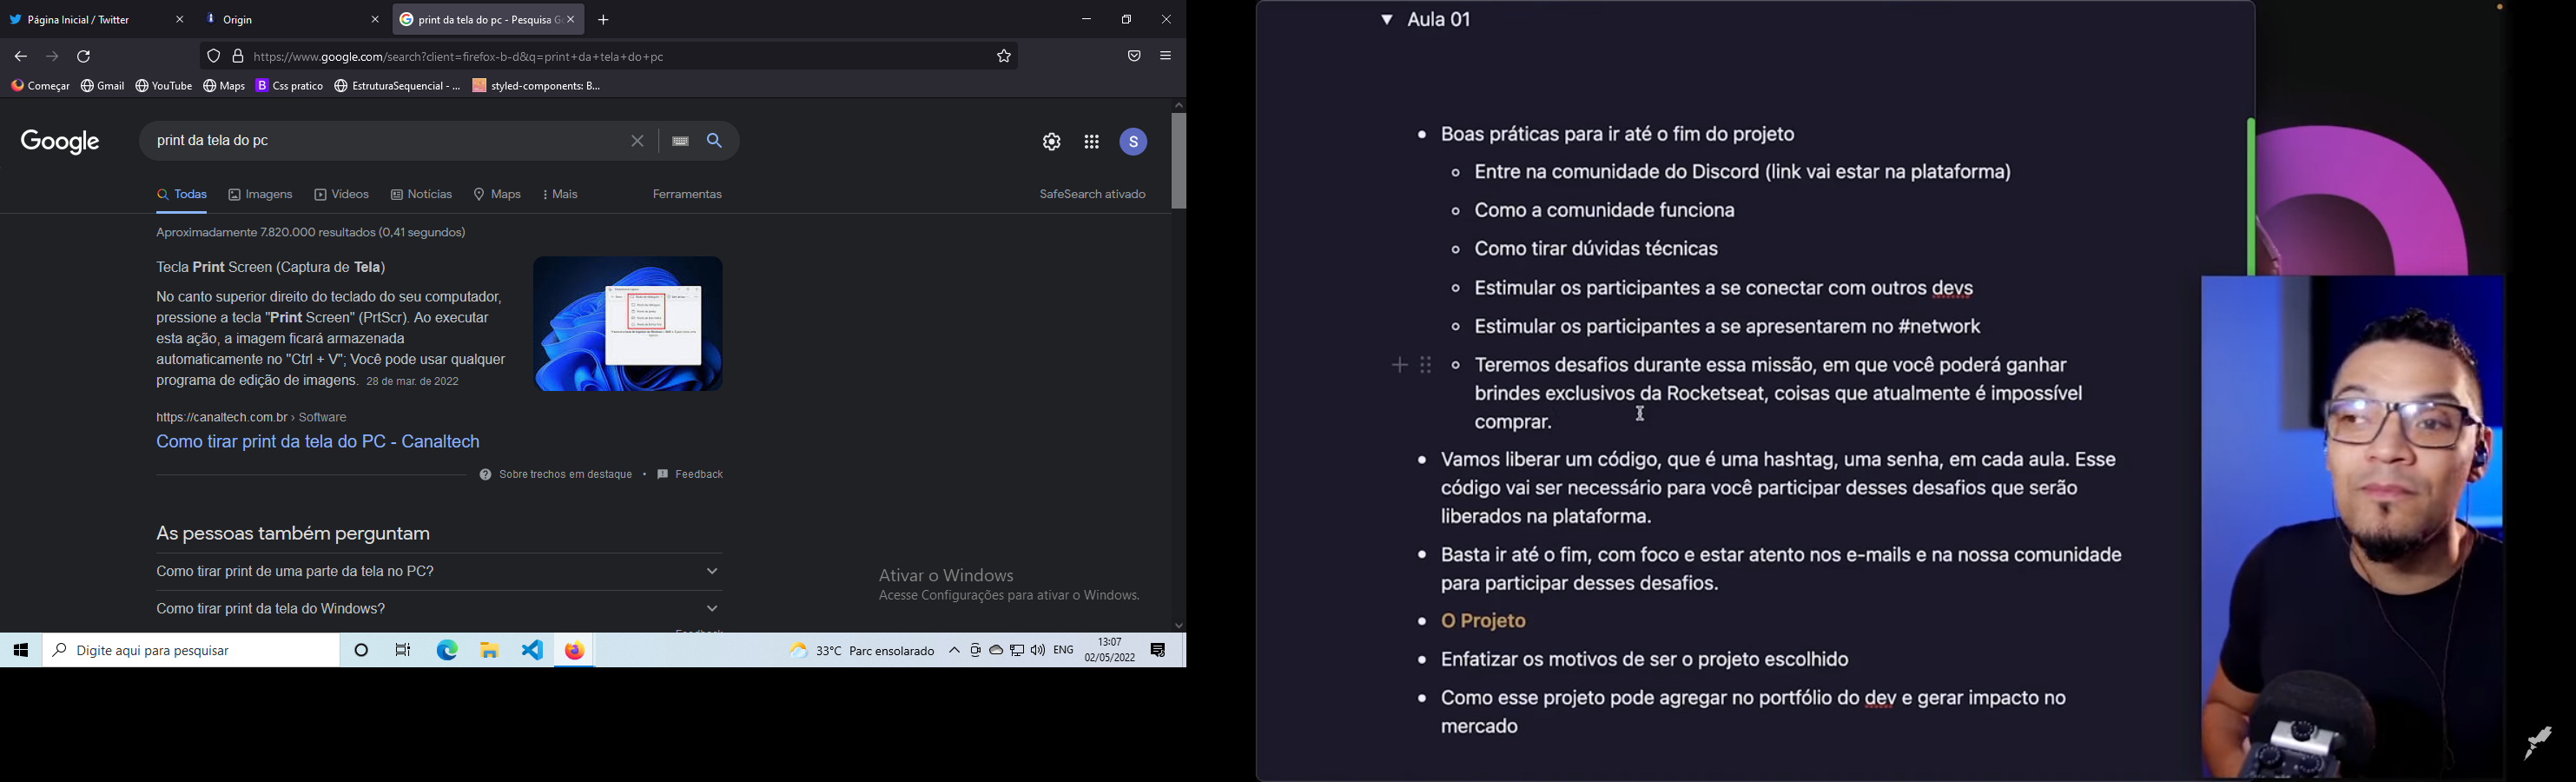 Página Inicial / Twitter
Origin
print da tela do pc - Pesquisa G
https://www.google.com/search?client=firefox-b-d&q=print+da+tela+do+pc
Começar
Gmail
YouTube
Maps
Css pratico
EstruturaSequencial - ...
styled-components: B...
Google
print da tela do pc
S
Todas
Imagens
Vídeos
Notícias
Maps
Mais
Ferramentas
SafeSearch ativado
Aproximadamente 7.820.000 resultados (0,41 segundos)
Tecla Print Screen (Captura de Tela)
No canto superior direito do teclado do seu computador,
pressione a tecla "Print Screen" (PrtScr). Ao executar
esta ação, a imagem ficará armazenada
automaticamente no "Ctrl + V"; Você pode usar qualquer
programa de edição de imagens. 28 de mar. de 2022
https://canaltech.com.br › Software
Como tirar print da tela do PC - Canaltech
Sobre trechos em destaque • Feedback
As pessoas também perguntam
Como tirar print de uma parte da tela no PC?
Como tirar print da tela do Windows?
Feedback
Ativar o Windows
Acesse Configurações para ativar o Windows.
Digite aqui para pesquisar
33°C Parc ensolarado
ENG
13:07
02/05/2022
Aula 01
Boas práticas para ir até o fim do projeto
Entre na comunidade do Discord (link vai estar na plataforma)
Como a comunidade funciona
Como tirar dúvidas técnicas
Estimular os participantes a se conectar com outros devs
Estimular os participantes a se apresentarem no #network
Teremos desafios durante essa missão, em que você poderá ganhar
brindes exclusivos da Rocketseat, coisas que atualmente é impossível
comprar.
Vamos liberar um código, que é uma hashtag, uma senha, em cada aula. Esse
código vai ser necessário para você participar desses desafios que serão
liberados na plataforma.
Basta ir até o fim, com foco e estar atento nos e-mails e na nossa comunidade
para participar desses desafios.
O Projeto
Enfatizar os motivos de ser o projeto escolhido
Como esse projeto pode agregar no portfólio do dev e gerar impacto no
mercado